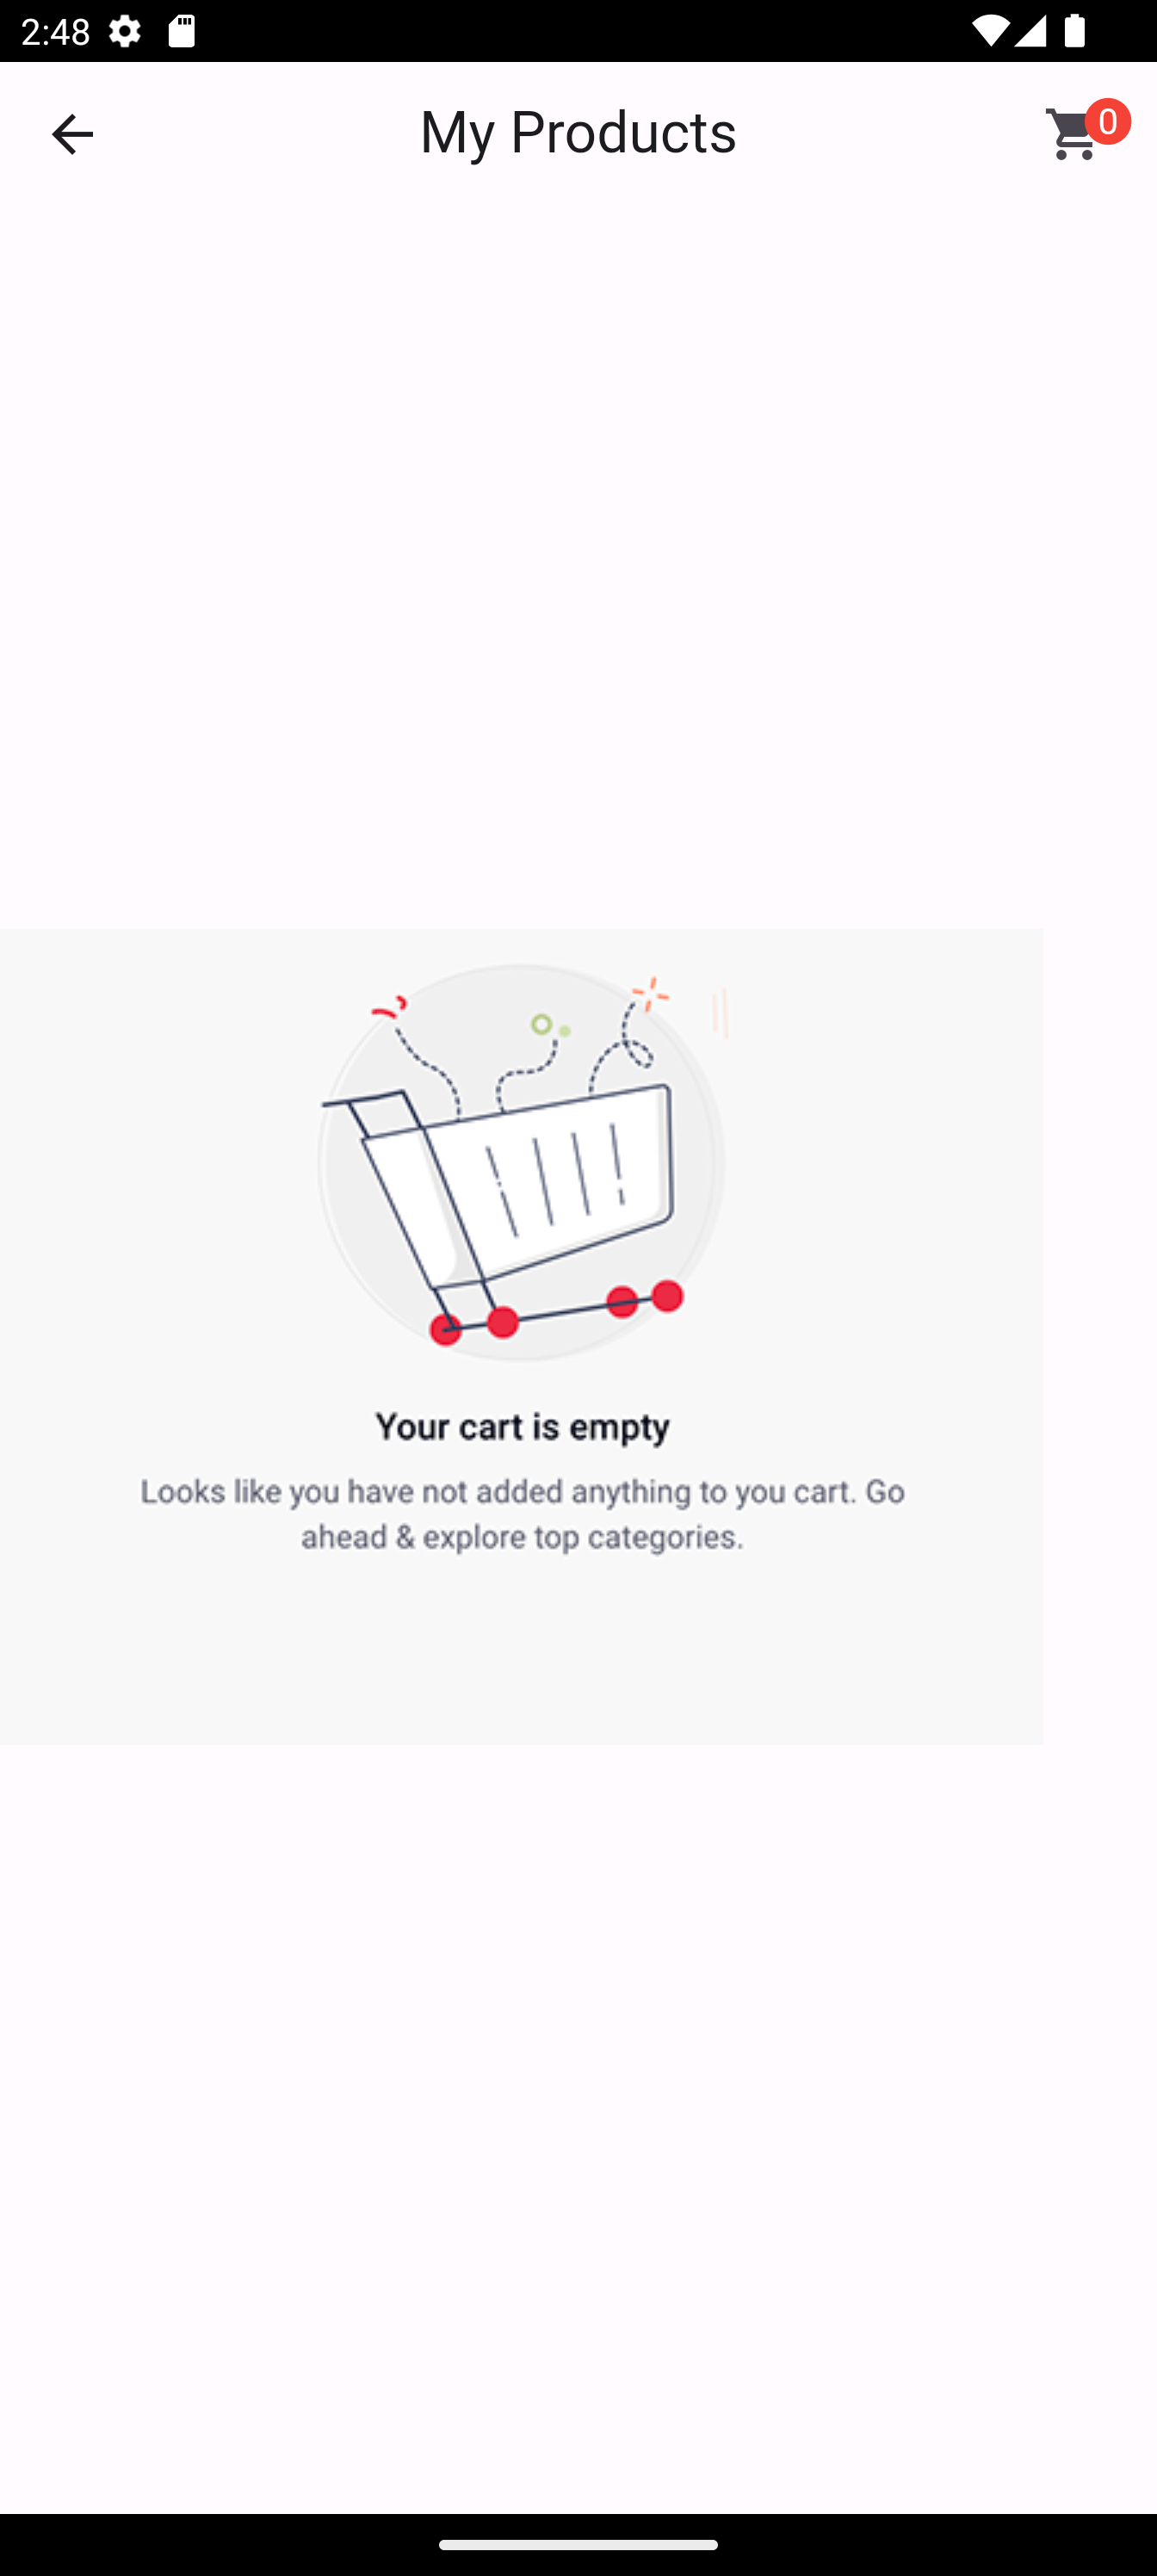 2:48
My Products
0
Your cart is empty
Looks like you have not added anything to you cart. Go
ahead & explore top categories.